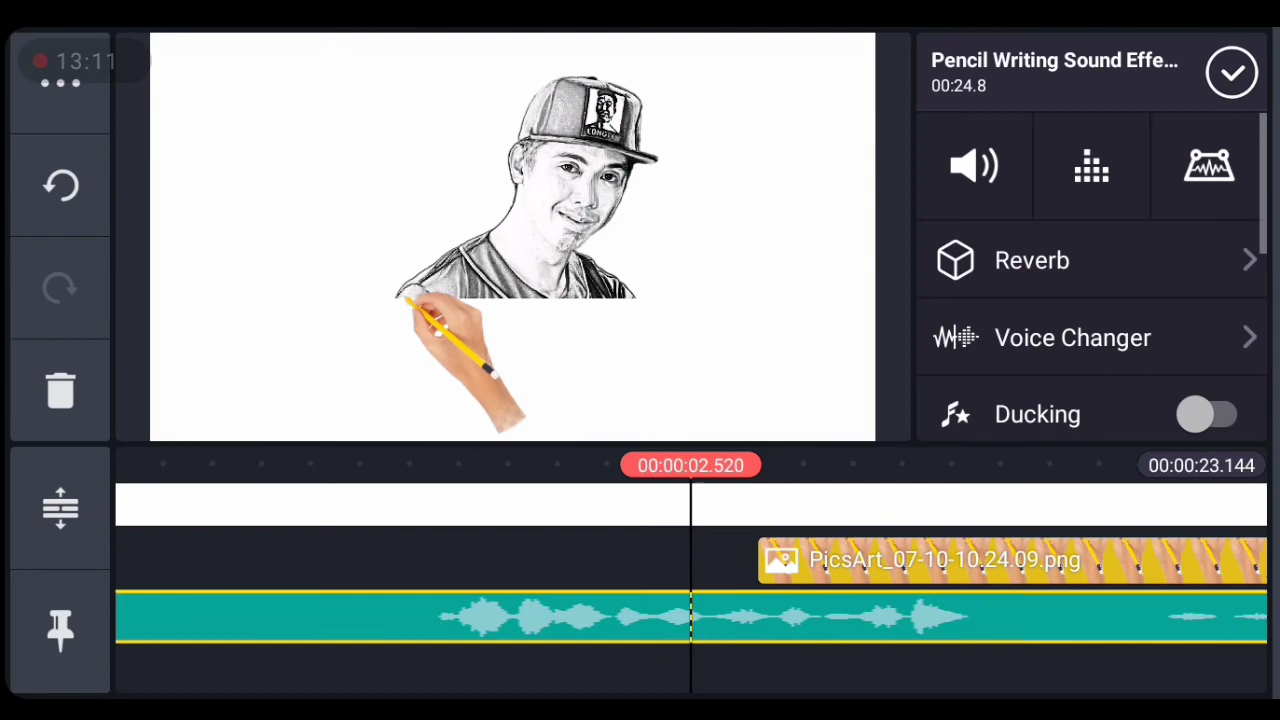 13:11
Pencil Writing Sound Effe...
00:24.8
Reverb
Voice Changer
Ducking
00:00:02.520
00:00:23.144
PicsArt_07-10-10.24.09.png